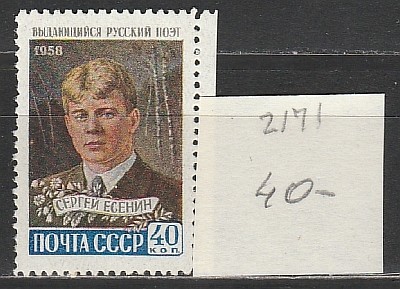 ВЫДАЮЩИЙСЯ РУССКИЙ ПОЭТ
1958
СЕРГЕЙ ЕСЕНИН
ПОЧТА СССР 40 КОП.
2171
40-